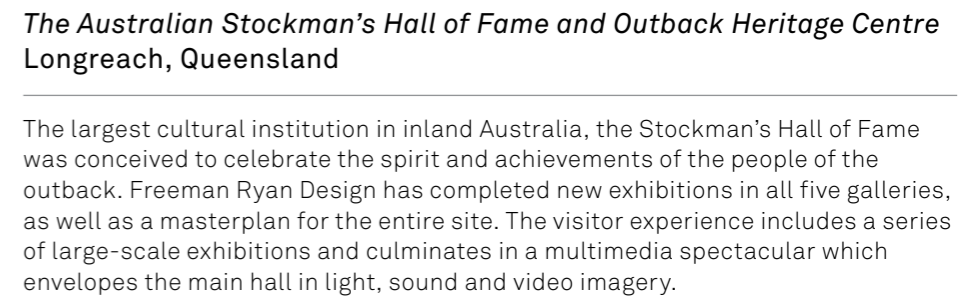 The Australian Stockman’s Hall of Fame and Outback Heritage Centre
Longreach, Queensland
The largest cultural institution in inland Australia, the Stockman’s Hall of Fame
was conceived to celebrate the spirit and achievements of the people of the
outback. Freeman Ryan Design has completed new exhibitions in all five galleries,
as well as a masterplan for the entire site. The visitor experience includes a series
of large-scale exhibitions and culminates in a multimedia spectacular which
envelopes the main hall in light, sound and video imagery.